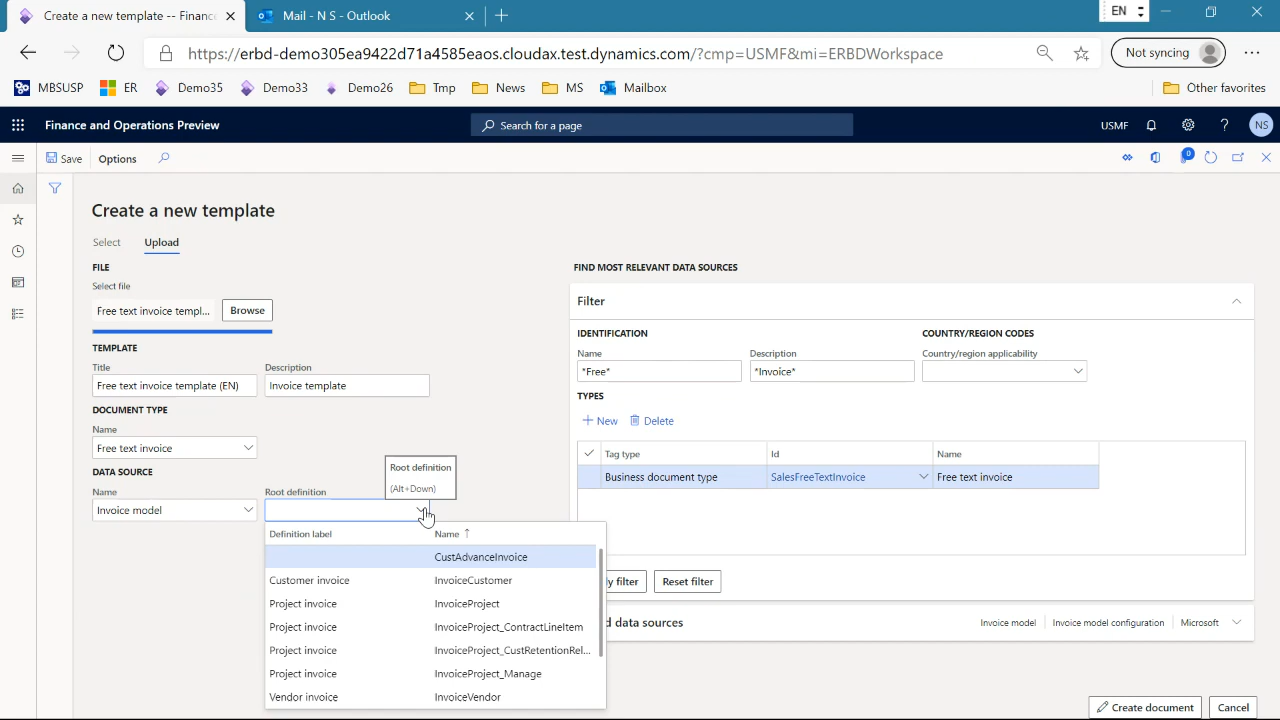 Create a new template -- Financ
Mail - N S - Outlook
EN
https://erbd-demo305ea9422d71a4585eaos.cloudax.test.dynamics.com/?cmp=USMF&mi=ERBDWorkspace
Not syncing
MBSUSP
ER
Demo35
Demo33
Demo26
Tmp
News
MS
Mailbox
Other favorites
Finance and Operations Preview
Search for a page
USMF
NS
Save
Options
0
Create a new template
Select
Upload
FILE
Select file
Free text invoice templ...
Browse
TEMPLATE
Title
Description
Free text invoice template (EN)
Invoice template
DOCUMENT TYPE
Name
Free text invoice
DATA SOURCE
Name
Root definition
Invoice model
Root definition
(Alt+Down)
Definition label
Name
CustAdvanceInvoice
Customer invoice
InvoiceCustomer
Project invoice
InvoiceProject
Project invoice
InvoiceProject_ContractLineItem
Project invoice
InvoiceProject_CustRetentionRel...
Project invoice
InvoiceProject_Manage
Vendor invoice
InvoiceVendor
FIND MOST RELEVANT DATA SOURCES
Filter
IDENTIFICATION
COUNTRY/REGION CODES
Name
Description
Country/region applicability
*Free*
*Invoice*
TYPES
New
Delete
Tag type
Id
Name
Business document type
SalesFreeTextInvoice
Free text invoice
y filter
Reset filter
d data sources
Invoice model
Invoice model configuration
Microsoft
Create document
Cancel